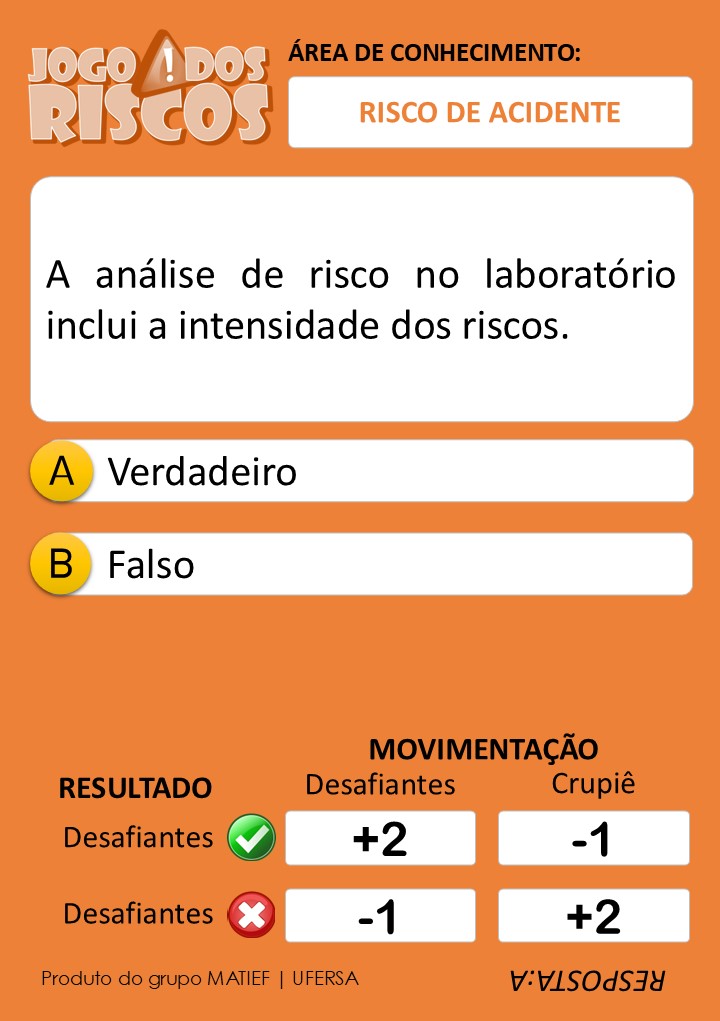 JOGO ! DOS
RISCOS
ÁREA DE CONHECIMENTO:
RISCO DE ACIDENTE
A análise de risco no laboratório
inclui a intensidade dos riscos.
A Verdadeiro
B Falso
MOVIMENTAÇÃO
RESULTADO Desafiantes Crupiê
Desafiantes +2 -1
Desafiantes -1 +2
Produto do grupo MATIEF | UFERSA
RESPOSTA:A